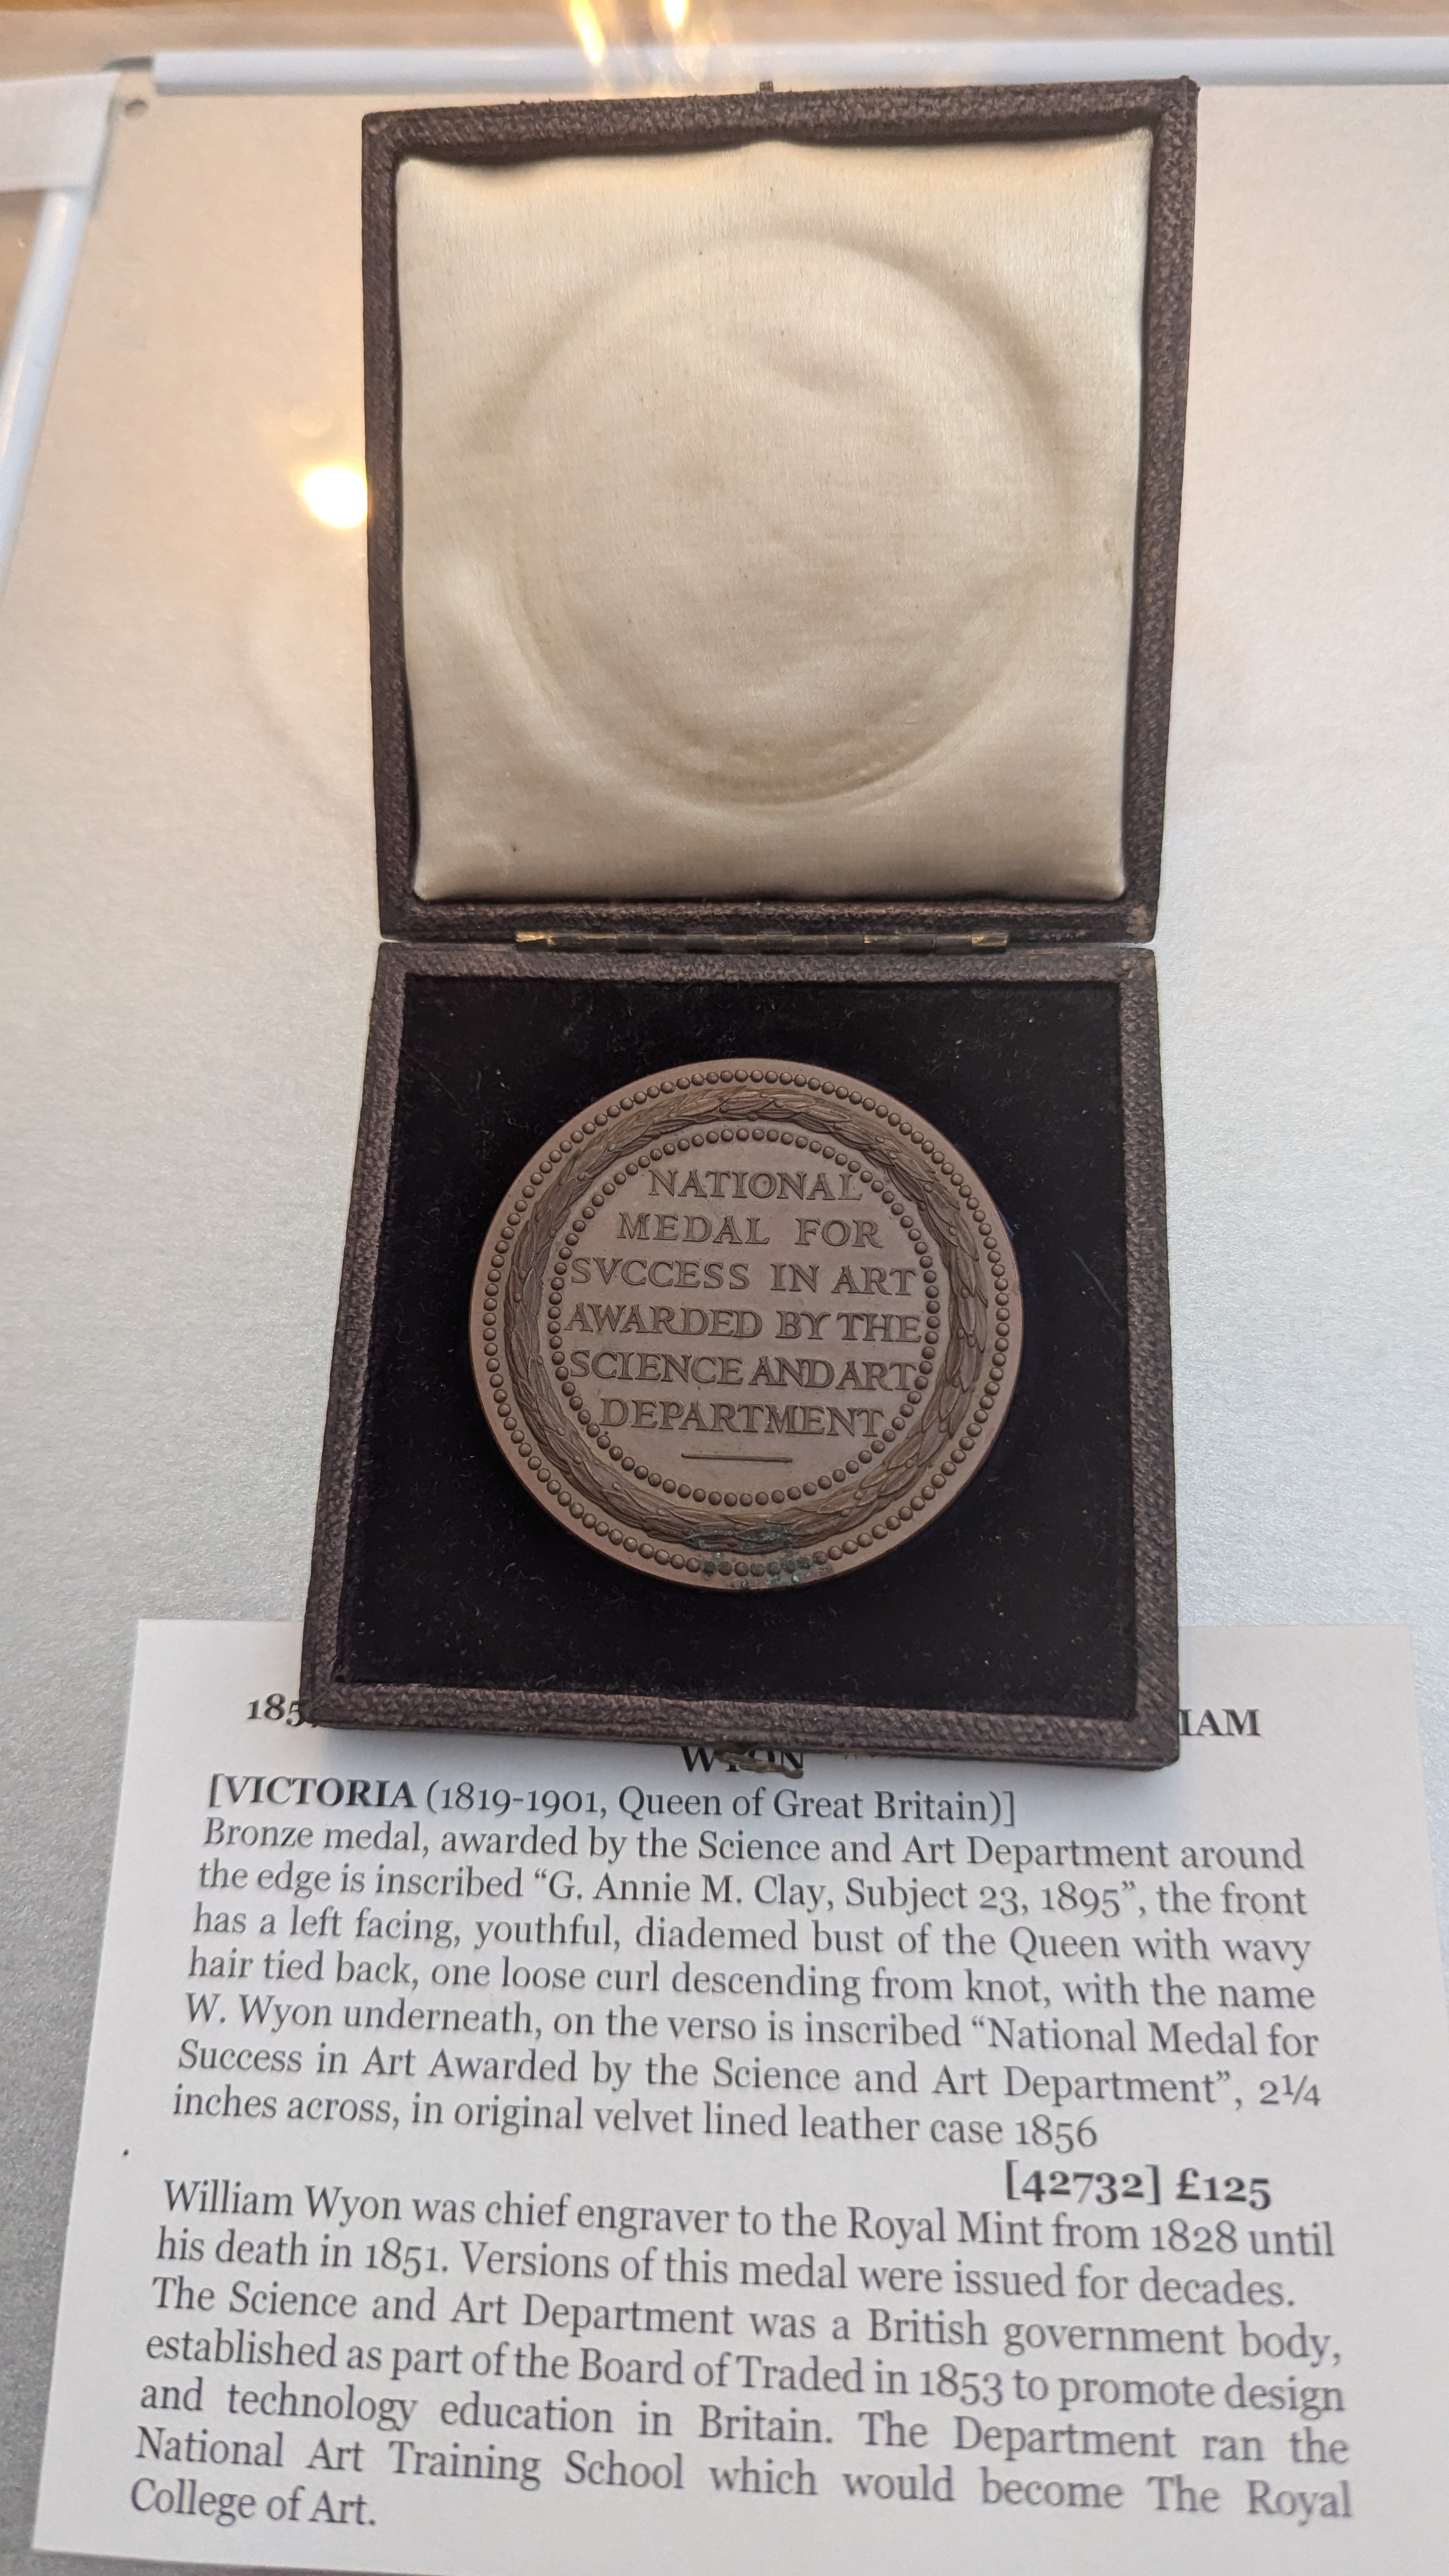 NATIONAL
MEDAL FOR
SVCCESS IN ART
AWARDED BY THE
SCIENCE AND ART
DEPARTMENT
WYON
[VICTORIA (1819-1901, Queen of Great Britain)]
Bronze medal, awarded by the Science and Art Department around
the edge is inscribed “G. Annie M. Clay, Subject 23, 1895”, the front
has a left facing, youthful, diademed bust of the Queen with wavy
hair tied back, one loose curl descending from knot, with the name
W. Wyon underneath, on the verso is inscribed “National Medal for
Success in Art Awarded by the Science and Art Department”, 2¼
inches across, in original velvet lined leather case 1856
[42732] £125
William Wyon was chief engraver to the Royal Mint from 1828 until
his death in 1851. Versions of this medal were issued for decades.
The Science and Art Department was a British government body,
established as part of the Board of Traded in 1853 to promote design
and technology education in Britain. The Department ran the
National Art Training School which would become The Royal
College of Art.